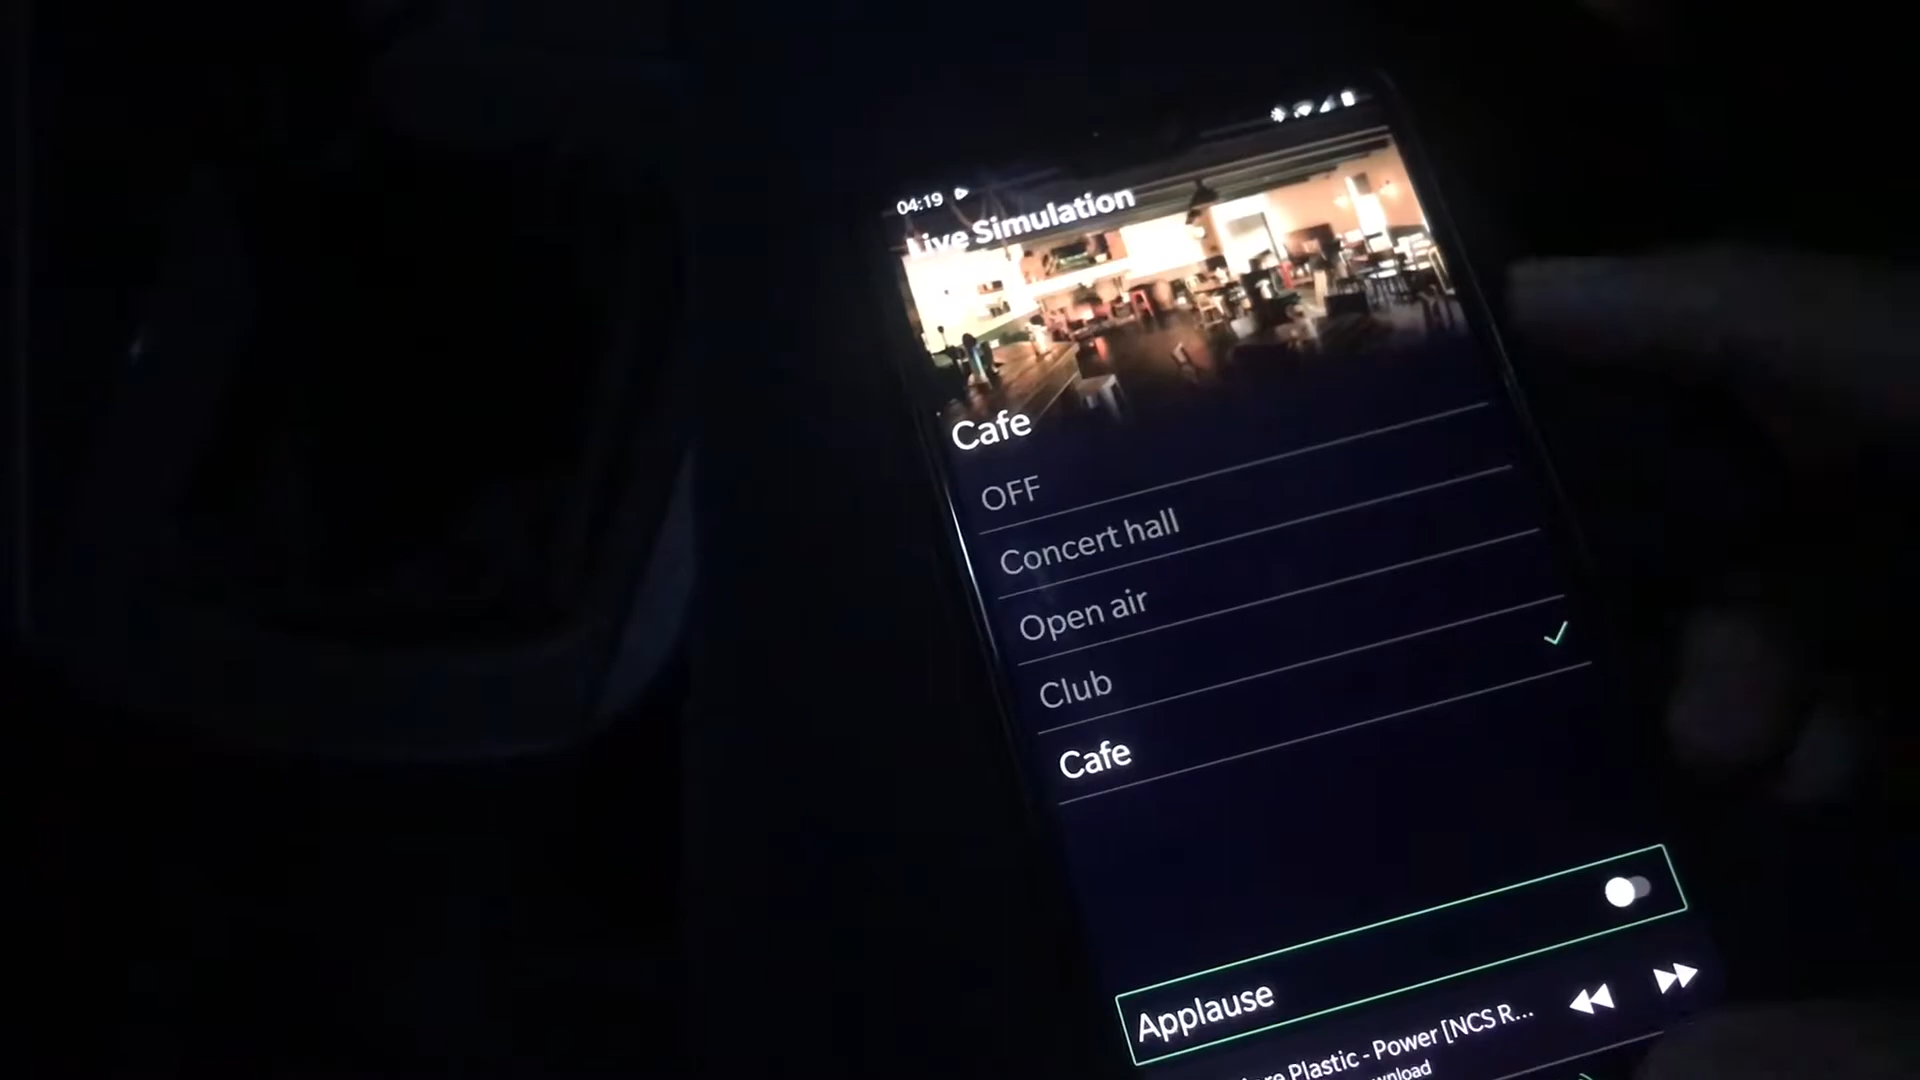 04:19
Live Simulation
Cafe
OFF
Concert hall
Open air
Club
Cafe
Applause
Plastic - Power [NCS R...